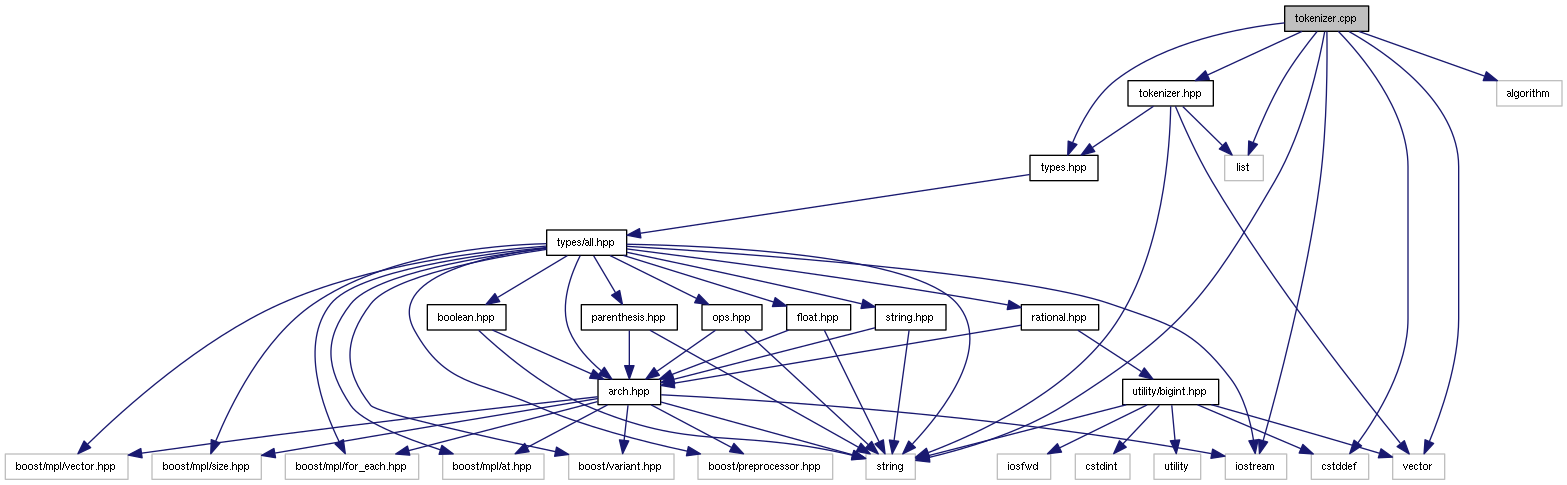 tokenizer.cpp
tokenizer.hpp
algorithm
types.hpp
list
types/all.hpp
boolean.hpp
parenthesis.hpp
ops.hpp
float.hpp
string.hpp
rational.hpp
arch.hpp
utility/bigint.hpp
boost/mpl/vector.hpp
boost/mpl/size.hpp
boost/mpl/for_each.hpp
boost/mpl/at.hpp
boost/variant.hpp
boost/preprocessor.hpp
string
iosfwd
cstdint
utility
iostream
cstddef
vector